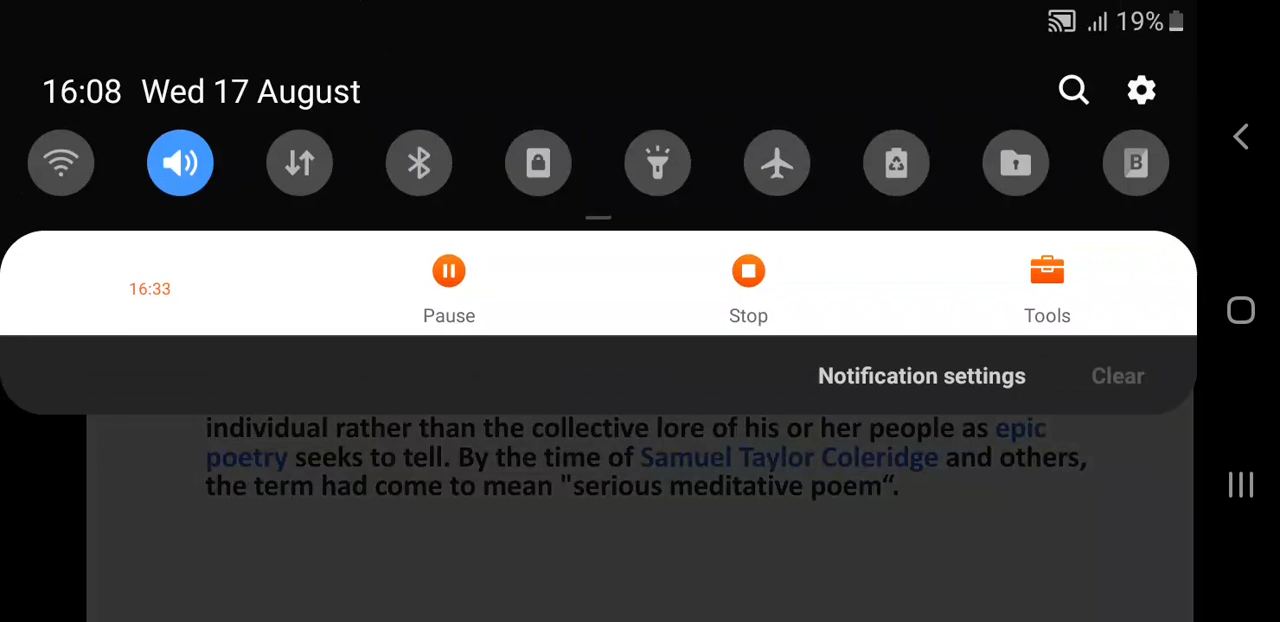 19%
16:08 Wed 17 August
B
16:33
Pause
Stop
Tools
Notification settings
Clear
individual rather than the collective lore of his or her people as epic
poetry seeks to tell. By the time of Samuel Taylor Coleridge and others,
the term had come to mean "serious meditative poem“.